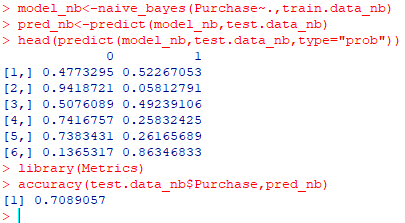 > model_nb<-naive_bayes(Purchase~.,train.data_nb)
> pred_nb<-predict(model_nb,test.data_nb)
> head(predict(model_nb,test.data_nb,type="prob"))
0 1
[1,] 0.4773295 0.52267053
[2,] 0.9418721 0.05812791
[3,] 0.5076089 0.49239106
[4,] 0.7416757 0.25832425
[5,] 0.7383431 0.26165689
[6,] 0.1365317 0.86346833
> library(Metrics)
> accuracy(test.data_nb$Purchase,pred_nb)
[1] 0.7089057
>